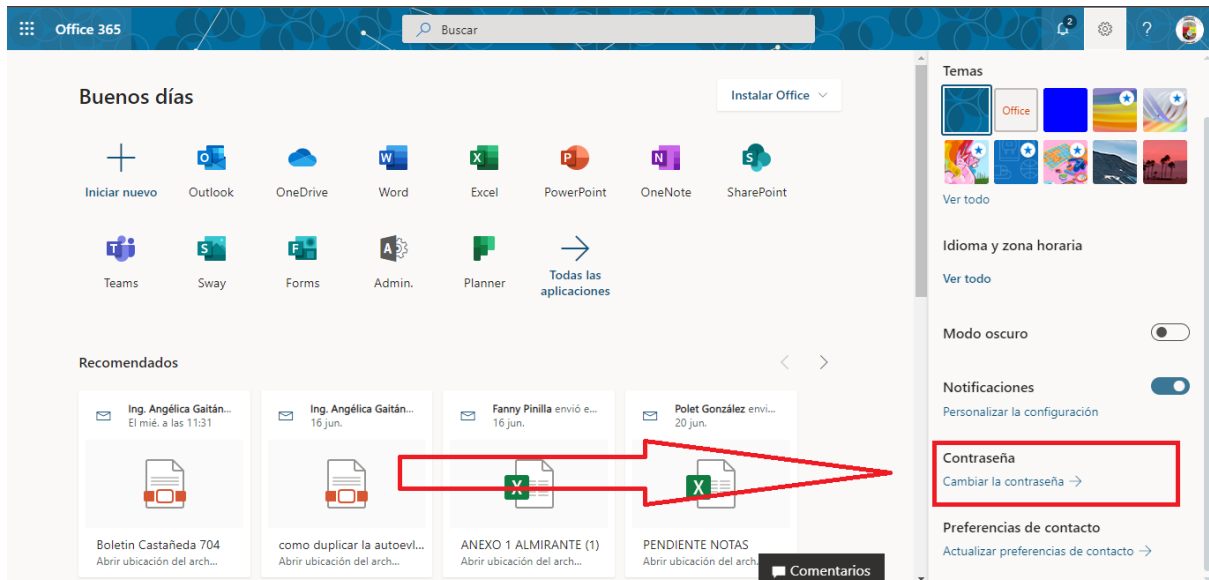 Office 365
Buscar
2
Buenos días
Instalar Office
Iniciar nuevo
Outlook
OneDrive
Word
Excel
PowerPoint
OneNote
SharePoint
Teams
Sway
Forms
Admin.
Planner
Todas las
aplicaciones
Recomendados
Ing. Angélica Gaitán...
El mié. a las 11:31
Boletin Castañeda 704
Abrir ubicación del arch...
Ing. Angélica Gaitán...
16 jun.
como duplicar la autoevl...
Abrir ubicación del arch...
Fanny Pinilla envió e...
16 jun.
ANEXO 1 ALMIRANTE (1)
Abrir ubicación del arch...
Polet González envi...
20 jun.
PENDIENTE NOTAS
Abrir ubicación del arch...
Comentarios
Temas
Office
Ver todo
Idioma y zona horaria
Ver todo
Modo oscuro
Notificaciones
Personalizar la configuración
Contraseña
Cambiar la contraseña →
Preferencias de contacto
Actualizar preferencias de contacto →